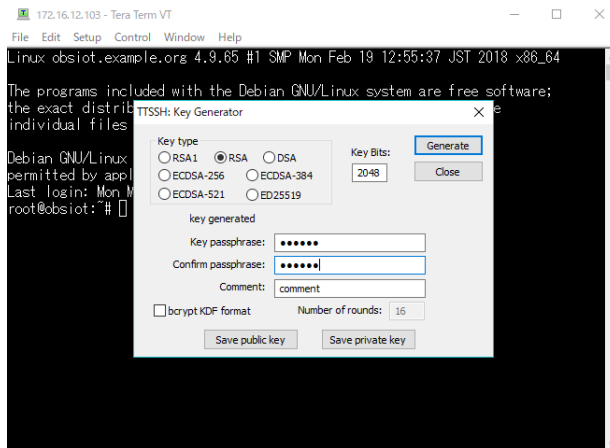 172.16.12.103 - Tera Term VT
File Edit Setup Control Window Help
Linux obsiot.example.org 4.9.65 #1 SMP Mon Feb 19 12:55:37 JST 2018 x86_64
The programs included with the Debian GNU/Linux system are free software;
the exact distrib
individual files
Debian GNU/Linux
permitted by appl
Last login: Mon M
root@obsiot:~#
TTSSH: Key Generator
Key type
RSA1 RSA DSA
ECDSA-256 ECDSA-384
ECDSA-521 ED25519
Key Bits:
2048
Generate
Close
key generated
Key passphrase: ●●●●●●
Confirm passphrase: ●●●●●●
Comment: comment
bcrypt KDF format Number of rounds: 16
Save public key Save private key